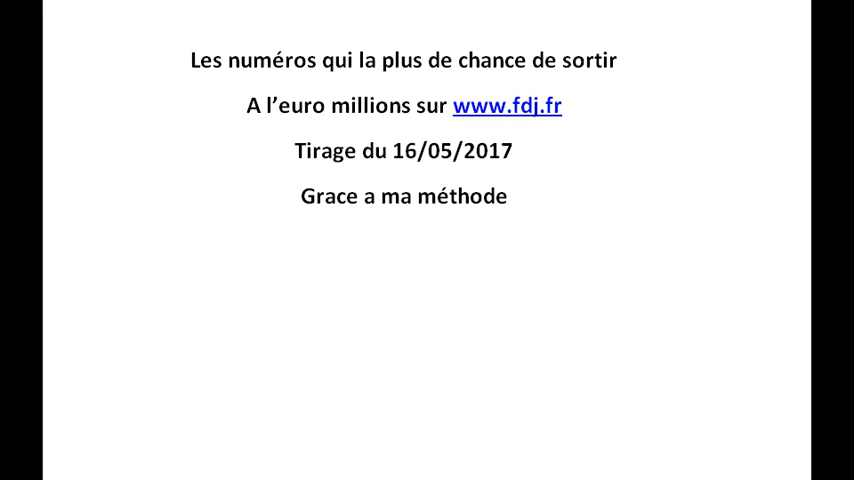 Les numéros qui la plus de chance de sortir
A l’euro millions sur www.fdj.fr
Tirage du 16/05/2017
Grace a ma méthode